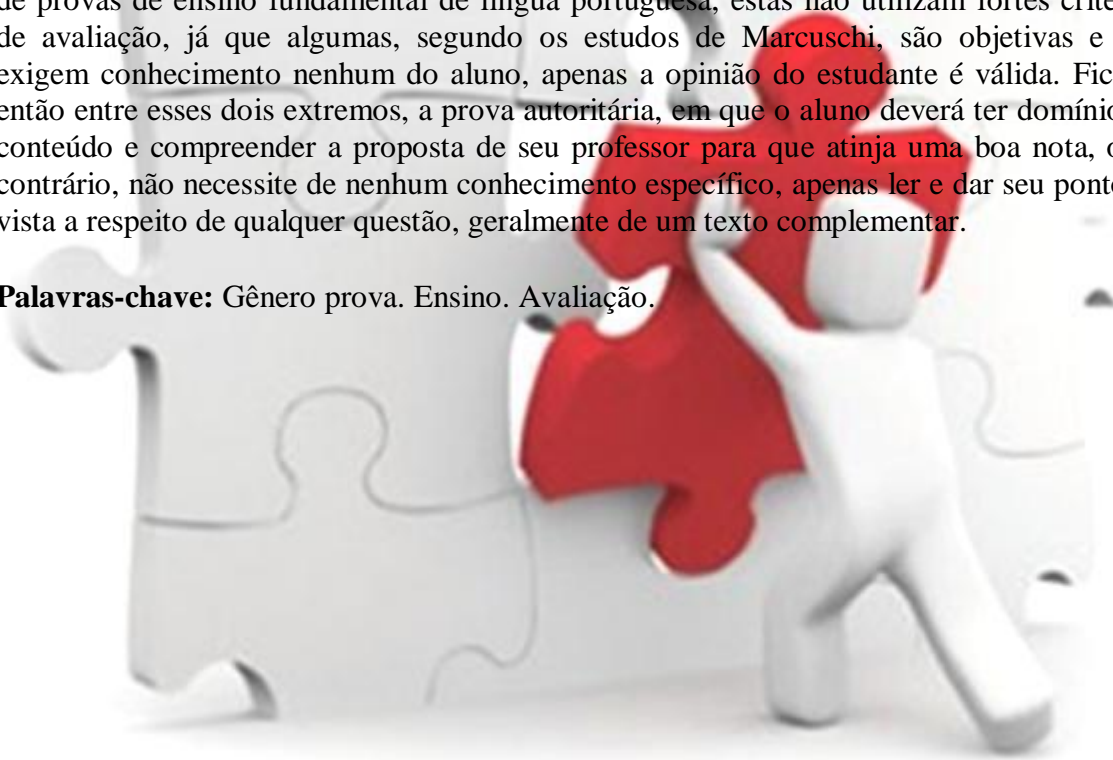 de provas de ensino fundamental de língua portuguesa, estas não utilizam fortes
de avaliação, já que algumas, segundo os estudos de Marcuschi, são objetivas e
exigem conhecimento nenhum do aluno, apenas a opinião do estudante é válida.
então entre esses dois extremos, a prova autoritária, em que o aluno deverá ter domínio
conteúdo e compreender a proposta de seu professor para que atinja uma boa nota,
contrário, não necessite de nenhum conhecimento específico, apenas ler e dar seu ponto
vista a respeito de qualquer questão, geralmente de um texto complementar.
Palavras-chave: Gênero prova. Ensino. Avaliação.